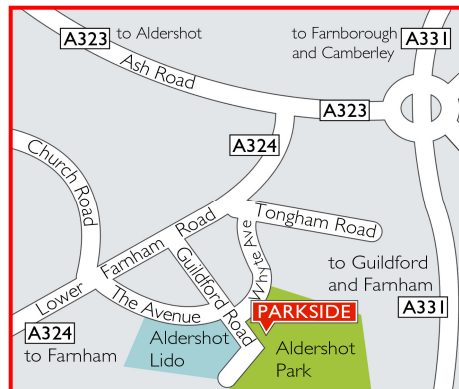 A323 to Aldershot
to Farnborough
and Camberley
A331
Ash Road
A323
A324
Church Road
Lower Farnham Road
Tongham Road
Whyte Ave
Guildford Road
The Avenue
to Guildford
and Farnham
A331
A324
to Farnham
Aldershot
Lido
PARKSIDE
Aldershot
Park